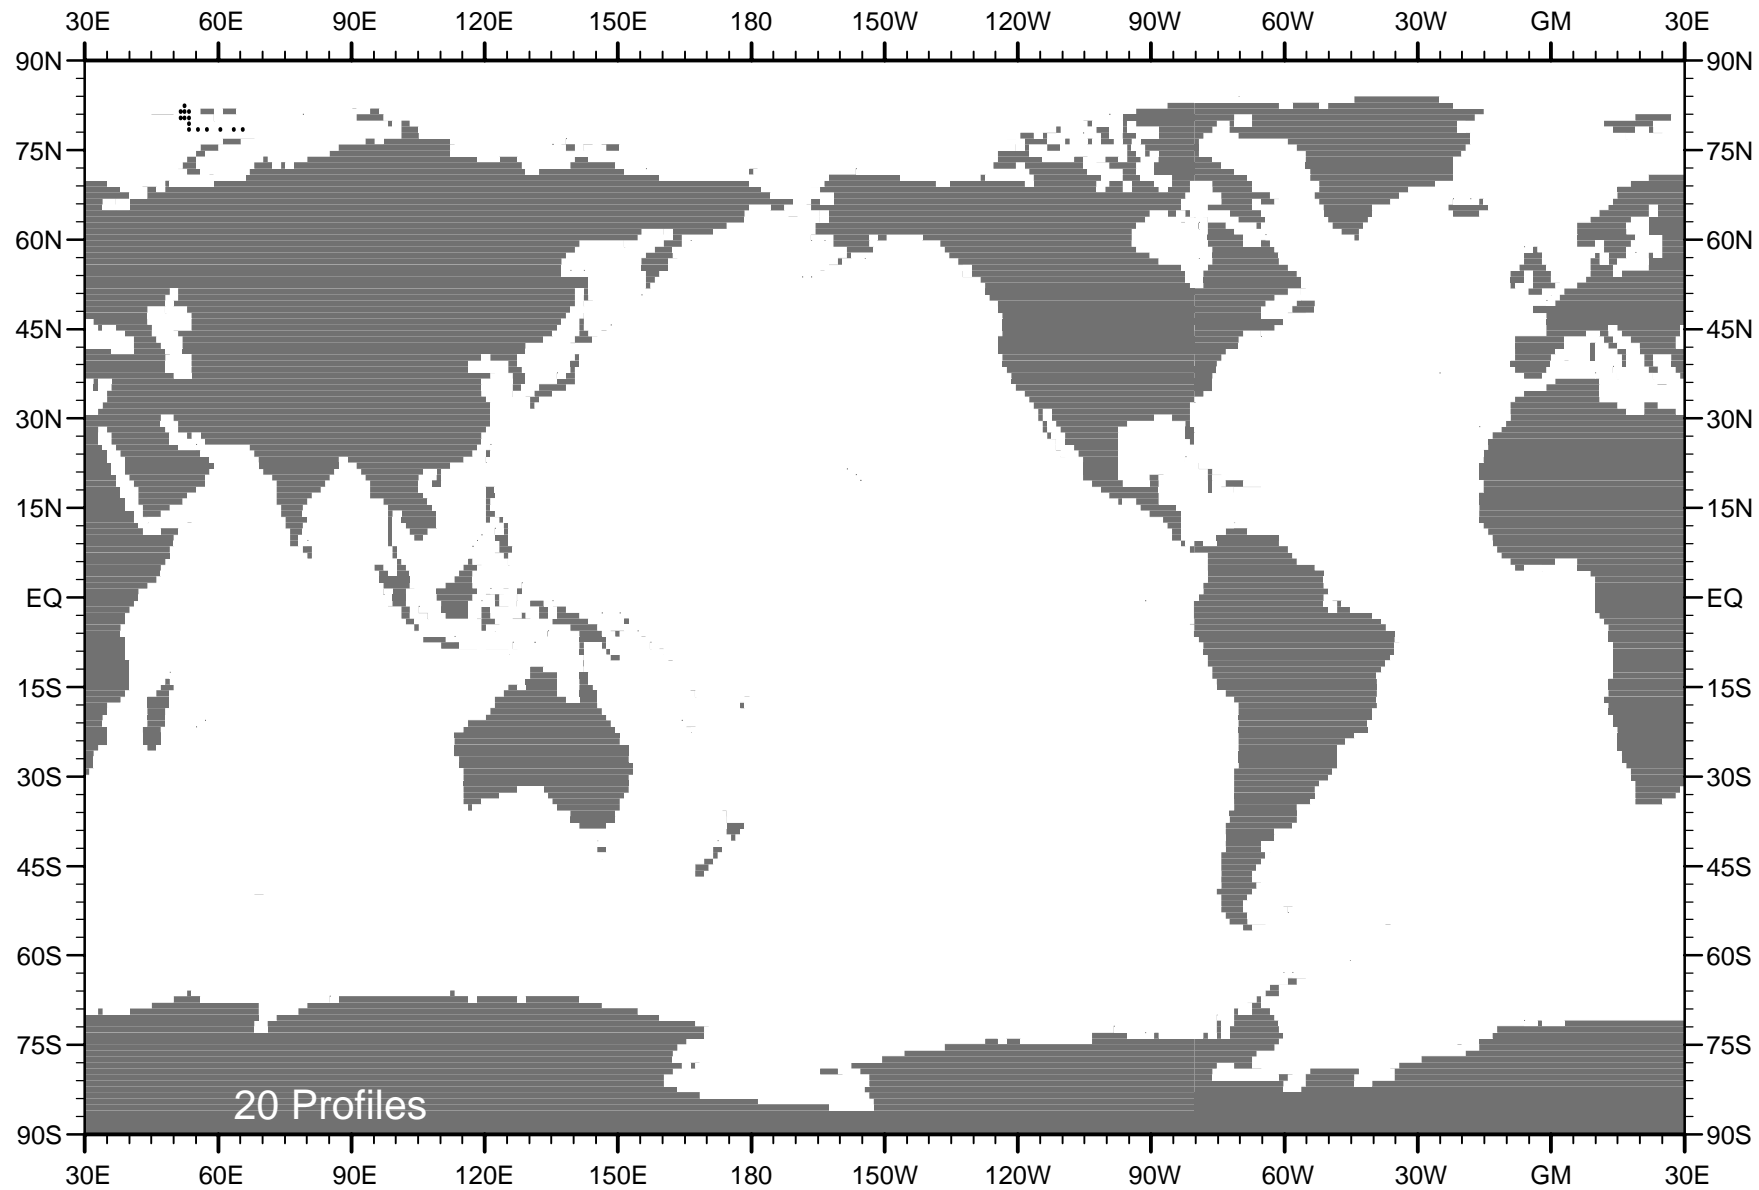 30E 60E 90E 120E 150E 180 150W 120W 90W 60W 30W GM 30E
90N 90N
75N 75N
60N 60N
45N 45N
30N 30N
15N 15N
EQ EQ
15S 15S
30S 30S
45S 45S
60S 60S
75S 75S
20 Profiles
90S 90S
30E 60E 90E 120E 150E 180 150W 120W 90W 60W 30W GM 30E